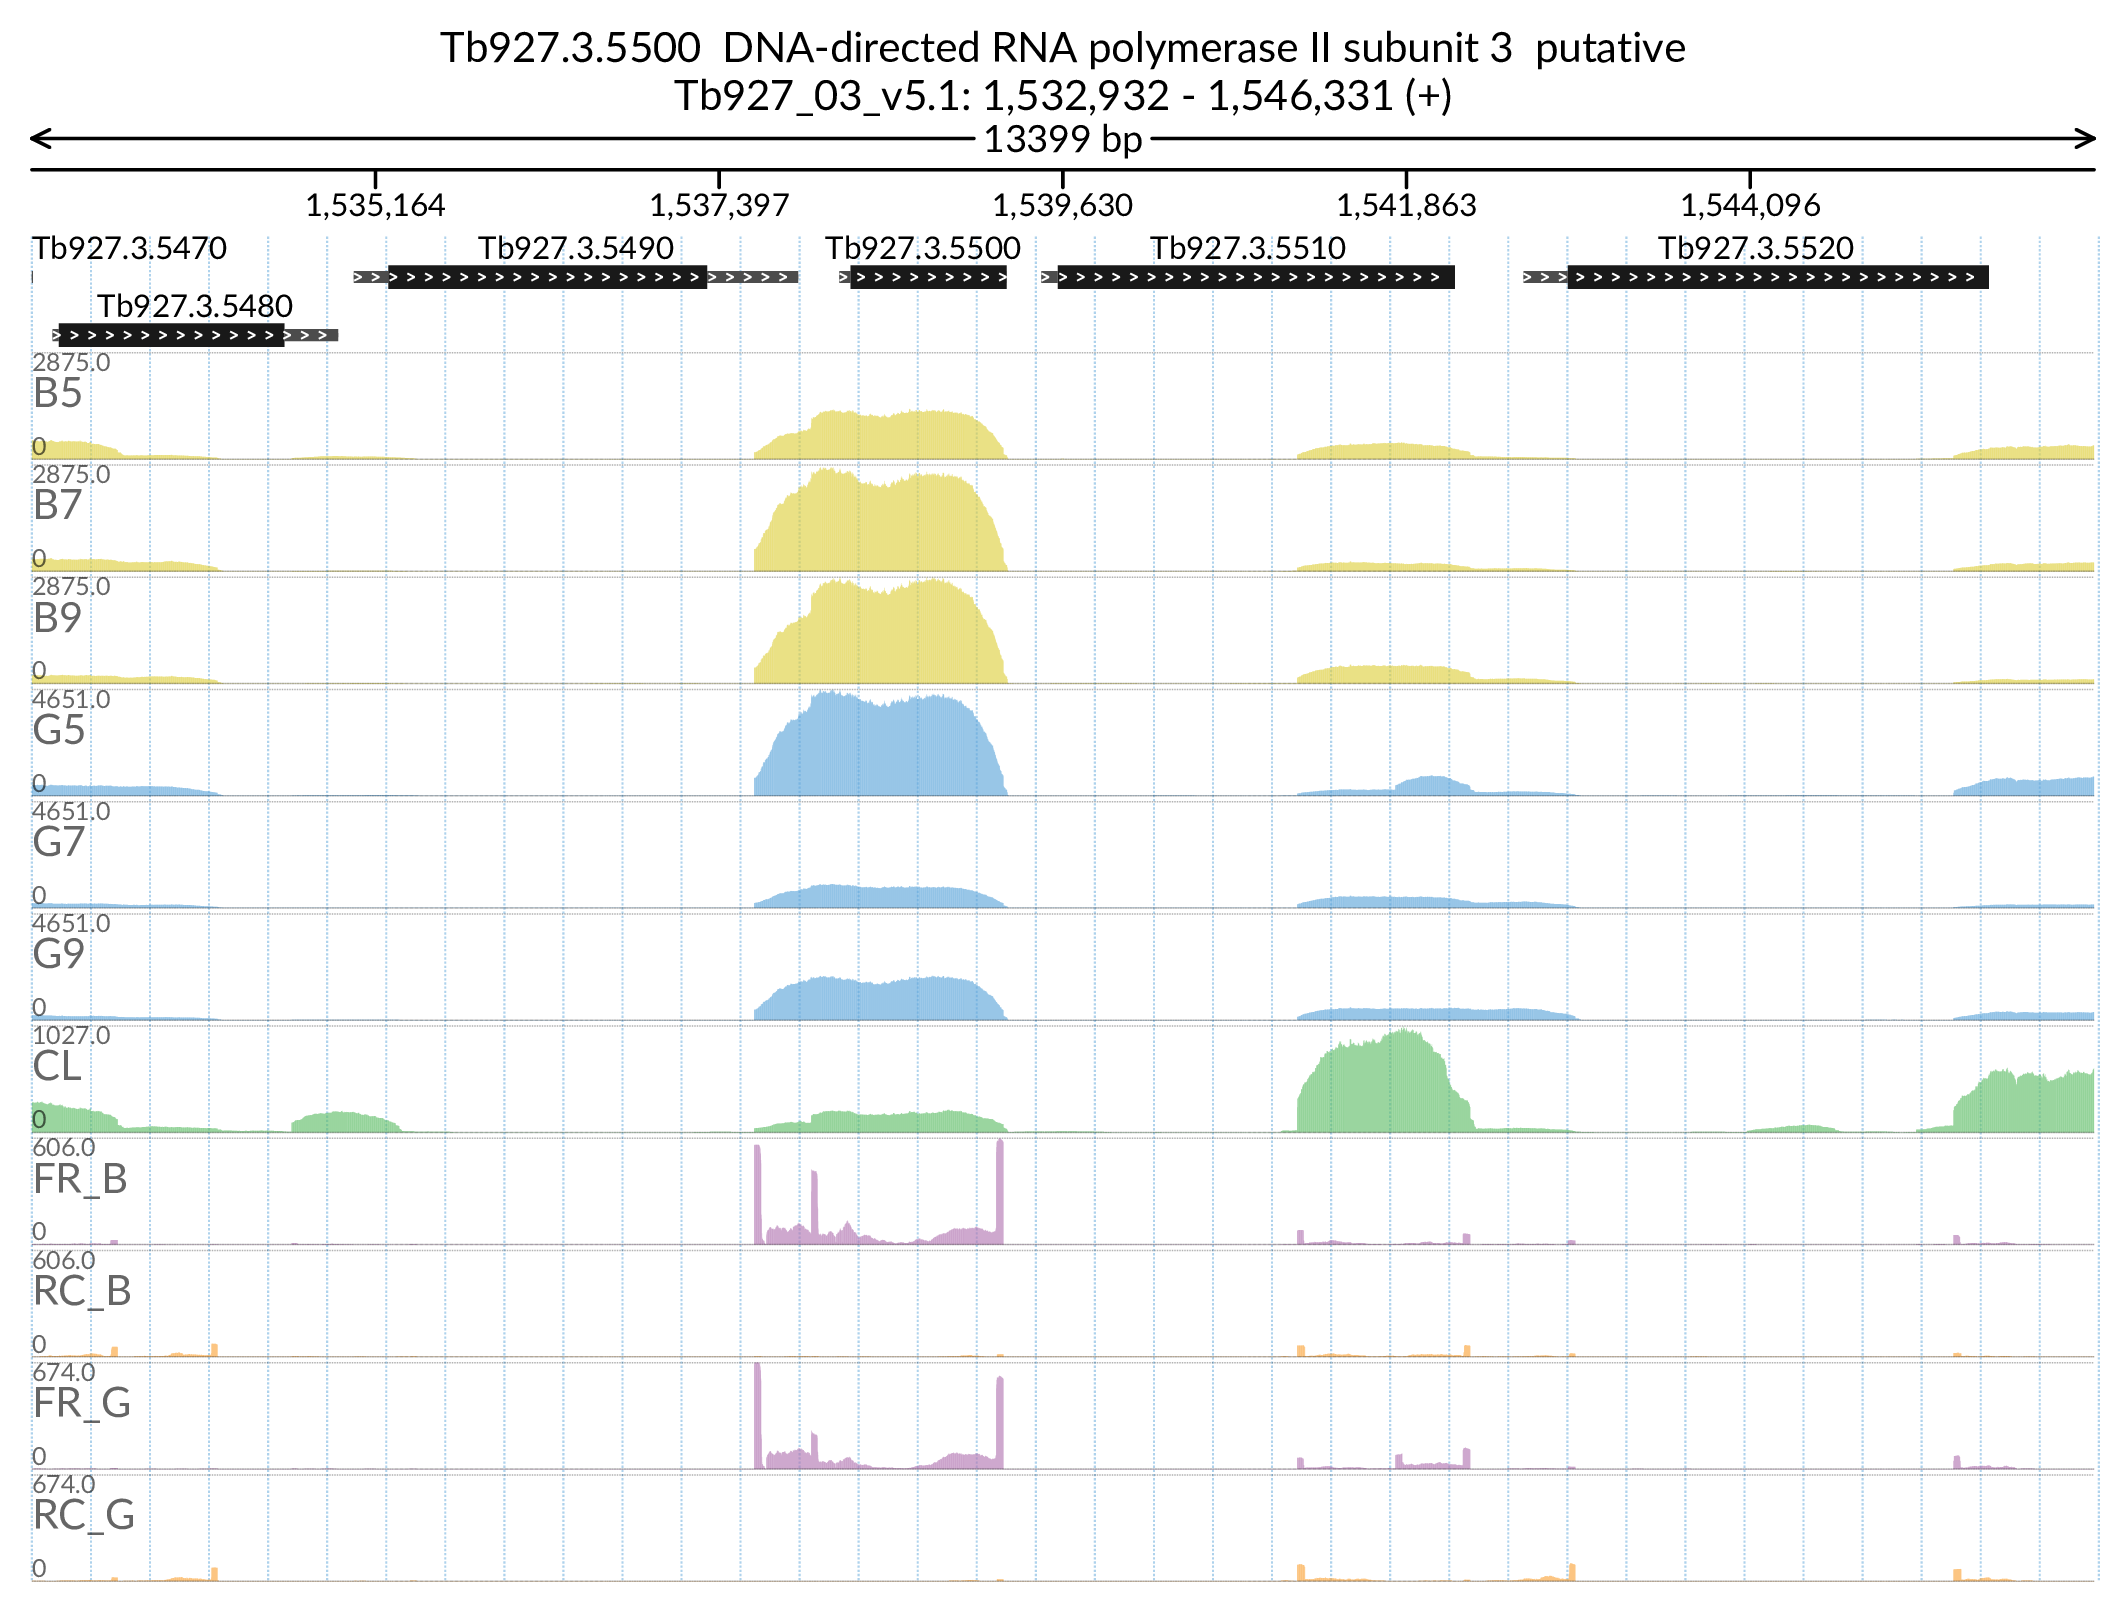 Tb927.3.5500  DNA-directed RNA polymerase II subunit 3  putative
Tb927_03_v5.1: 1,532,932 - 1,546,331 (+)
13399 bp
1,535,164 1,537,397 1,539,630 1,541,863 1,544,096
Tb927.3.5470 Tb927.3.5490 Tb927.3.5500 Tb927.3.5510 Tb927.3.5520
Tb927.3.5480
2875.0
B5
0
2875.0
B7
0
2875.0
B9
0
4651.0
G5
0
4651.0
G7
0
4651.0
G9
0
1027.0
CL
0
606.0
FR_B
0
606.0
RC_B
0
674.0
FR_G
0
674.0
RC_G
0